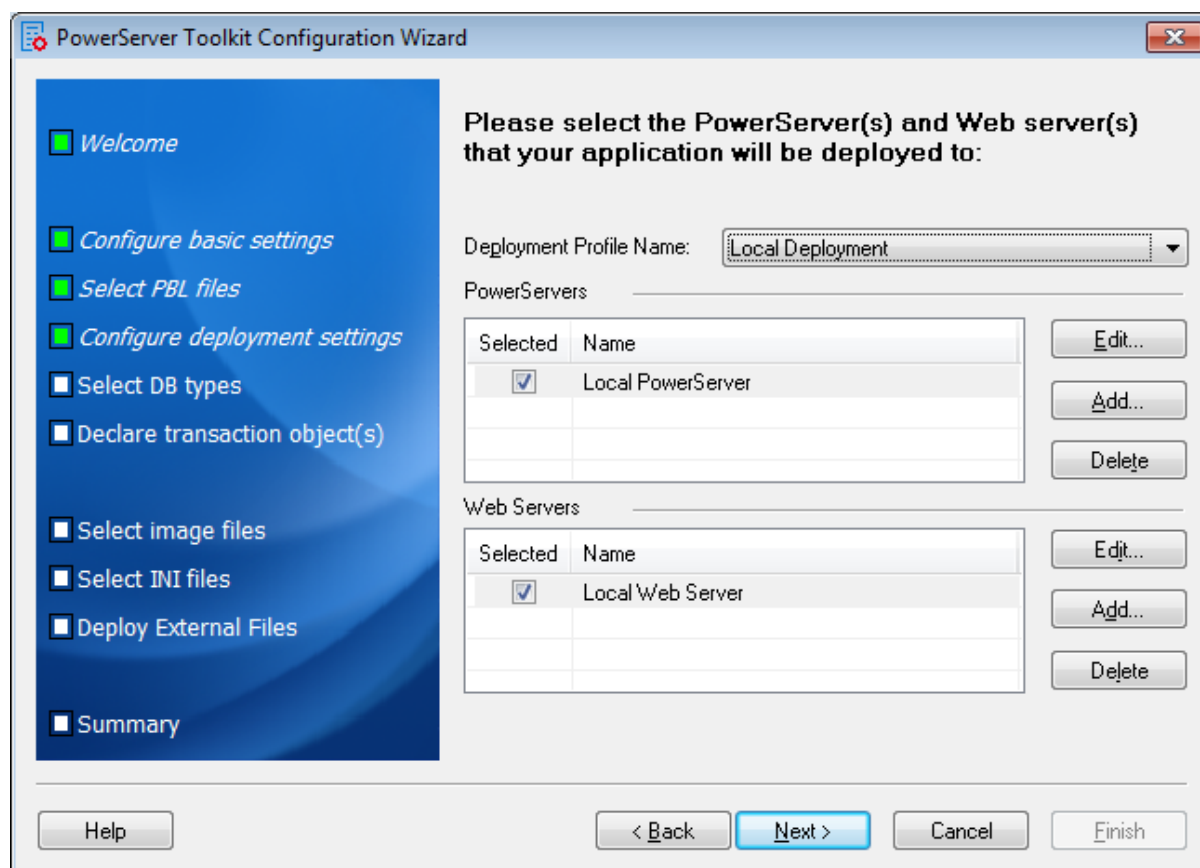 PowerServer Toolkit Configuration Wizard
Welcome
Configure basic settings
Select PBL files
Configure deployment settings
Select DB types
Declare transaction object(s)
Select image files
Select INI files
Deploy External Files
Summary
Please select the PowerServer(s) and Web server(s)
that your application will be deployed to:
Deployment Profile Name: Local Deployment
PowerServers
Selected Name
Local PowerServer
Edit...
Add...
Delete
Web Servers
Selected Name
Local Web Server
Edit...
Add...
Delete
Help
< Back
Next >
Cancel
Finish